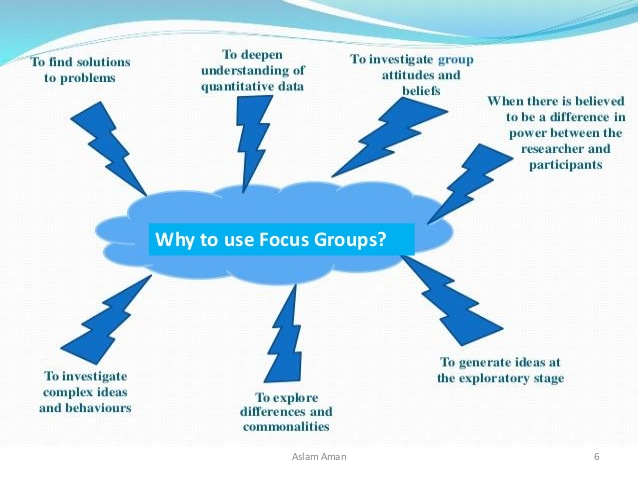 To find solutions
to problems
To deepen
understanding of
quantitative data
To investigate group
attitudes and
beliefs
When there is believed
to be a difference in
power between the
researcher and
participants
Why to use Focus Groups?
To investigate
complex ideas
and behaviours
To explore
differences and
commonalities
To generate ideas at
the exploratory stage
Aslam Aman
6